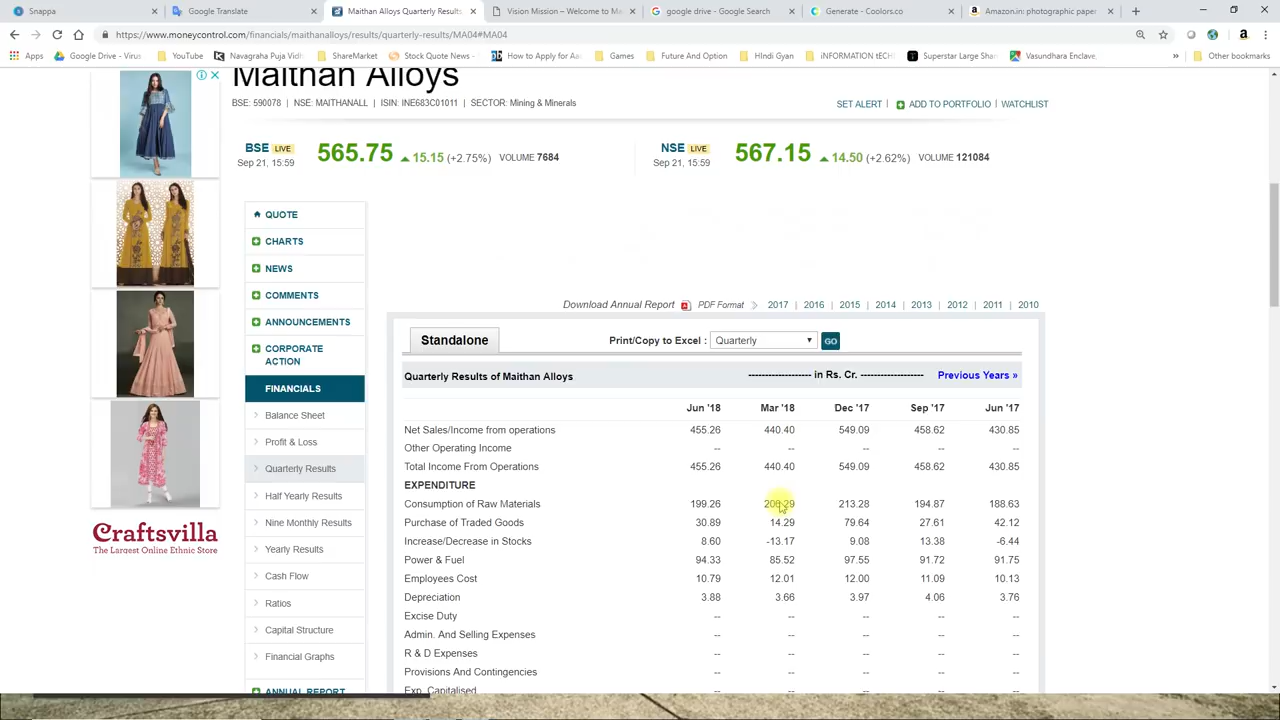 Snappa
Google Translate
Maithan Alloys Quarterly Results
Vision Mission – Welcome to Ma
google drive - Google Search
Generate - Coolors.co
Amazon.in: photographic paper
https://www.moneycontrol.com/financials/maithanalloys/results/quarterly-results/MA04#MA04
Apps
Google Drive - Virus
YouTube
Navagraha Puja Vidh
ShareMarket
Stock Quote News -
How to Apply for Aad
Games
Future And Option
HIndi Gyan
iNFORMATION tECH
Superstar Large Shar
Vasundhara Enclave,
Other bookmarks
Maithan Alloys
BSE: 590078 | NSE: MAITHANALL | ISIN: INE683C01011 | SECTOR: Mining & Minerals
SET ALERT | ADD TO PORTFOLIO | WATCHLIST
BSE LIVE
Sep 21, 15:59
565.75 15.15 (+2.75%) VOLUME 7684
NSE LIVE
Sep 21, 15:59
567.15 14.50 (+2.62%) VOLUME 121084
QUOTE
CHARTS
NEWS
COMMENTS
ANNOUNCEMENTS
CORPORATE
ACTION
FINANCIALS
Balance Sheet
Profit & Loss
Quarterly Results
Half Yearly Results
Nine Monthly Results
Yearly Results
Cash Flow
Ratios
Capital Structure
Financial Graphs
ANNUAL REPORT
Craftsvilla
The Largest Online Ethnic Store
Download Annual Report PDF Format 2017 | 2016 | 2015 | 2014 | 2013 | 2012 | 2011 | 2010
Standalone
Print/Copy to Excel : Quarterly GO
Quarterly Results of Maithan Alloys ------------------- in Rs. Cr. ------------------- Previous Years »
Jun '18 Mar '18 Dec '17 Sep '17 Jun '17
Net Sales/Income from operations 455.26 440.40 549.09 458.62 430.85
Other Operating Income -- -- -- -- --
Total Income From Operations 455.26 440.40 549.09 458.62 430.85
EXPENDITURE
Consumption of Raw Materials 199.26 213.28 194.87 188.63
Purchase of Traded Goods 30.89 14.29 79.64 27.61 42.12
Increase/Decrease in Stocks 8.60 -13.17 9.08 13.38 -6.44
Power & Fuel 94.33 85.52 97.55 91.72 91.75
Employees Cost 10.79 12.01 12.00 11.09 10.13
Depreciation 3.88 3.66 3.97 4.06 3.76
Excise Duty -- -- -- -- --
Admin. And Selling Expenses -- -- -- -- --
R & D Expenses -- -- -- -- --
Provisions And Contingencies -- -- -- -- --
Exp. Capitalised -- -- -- -- --